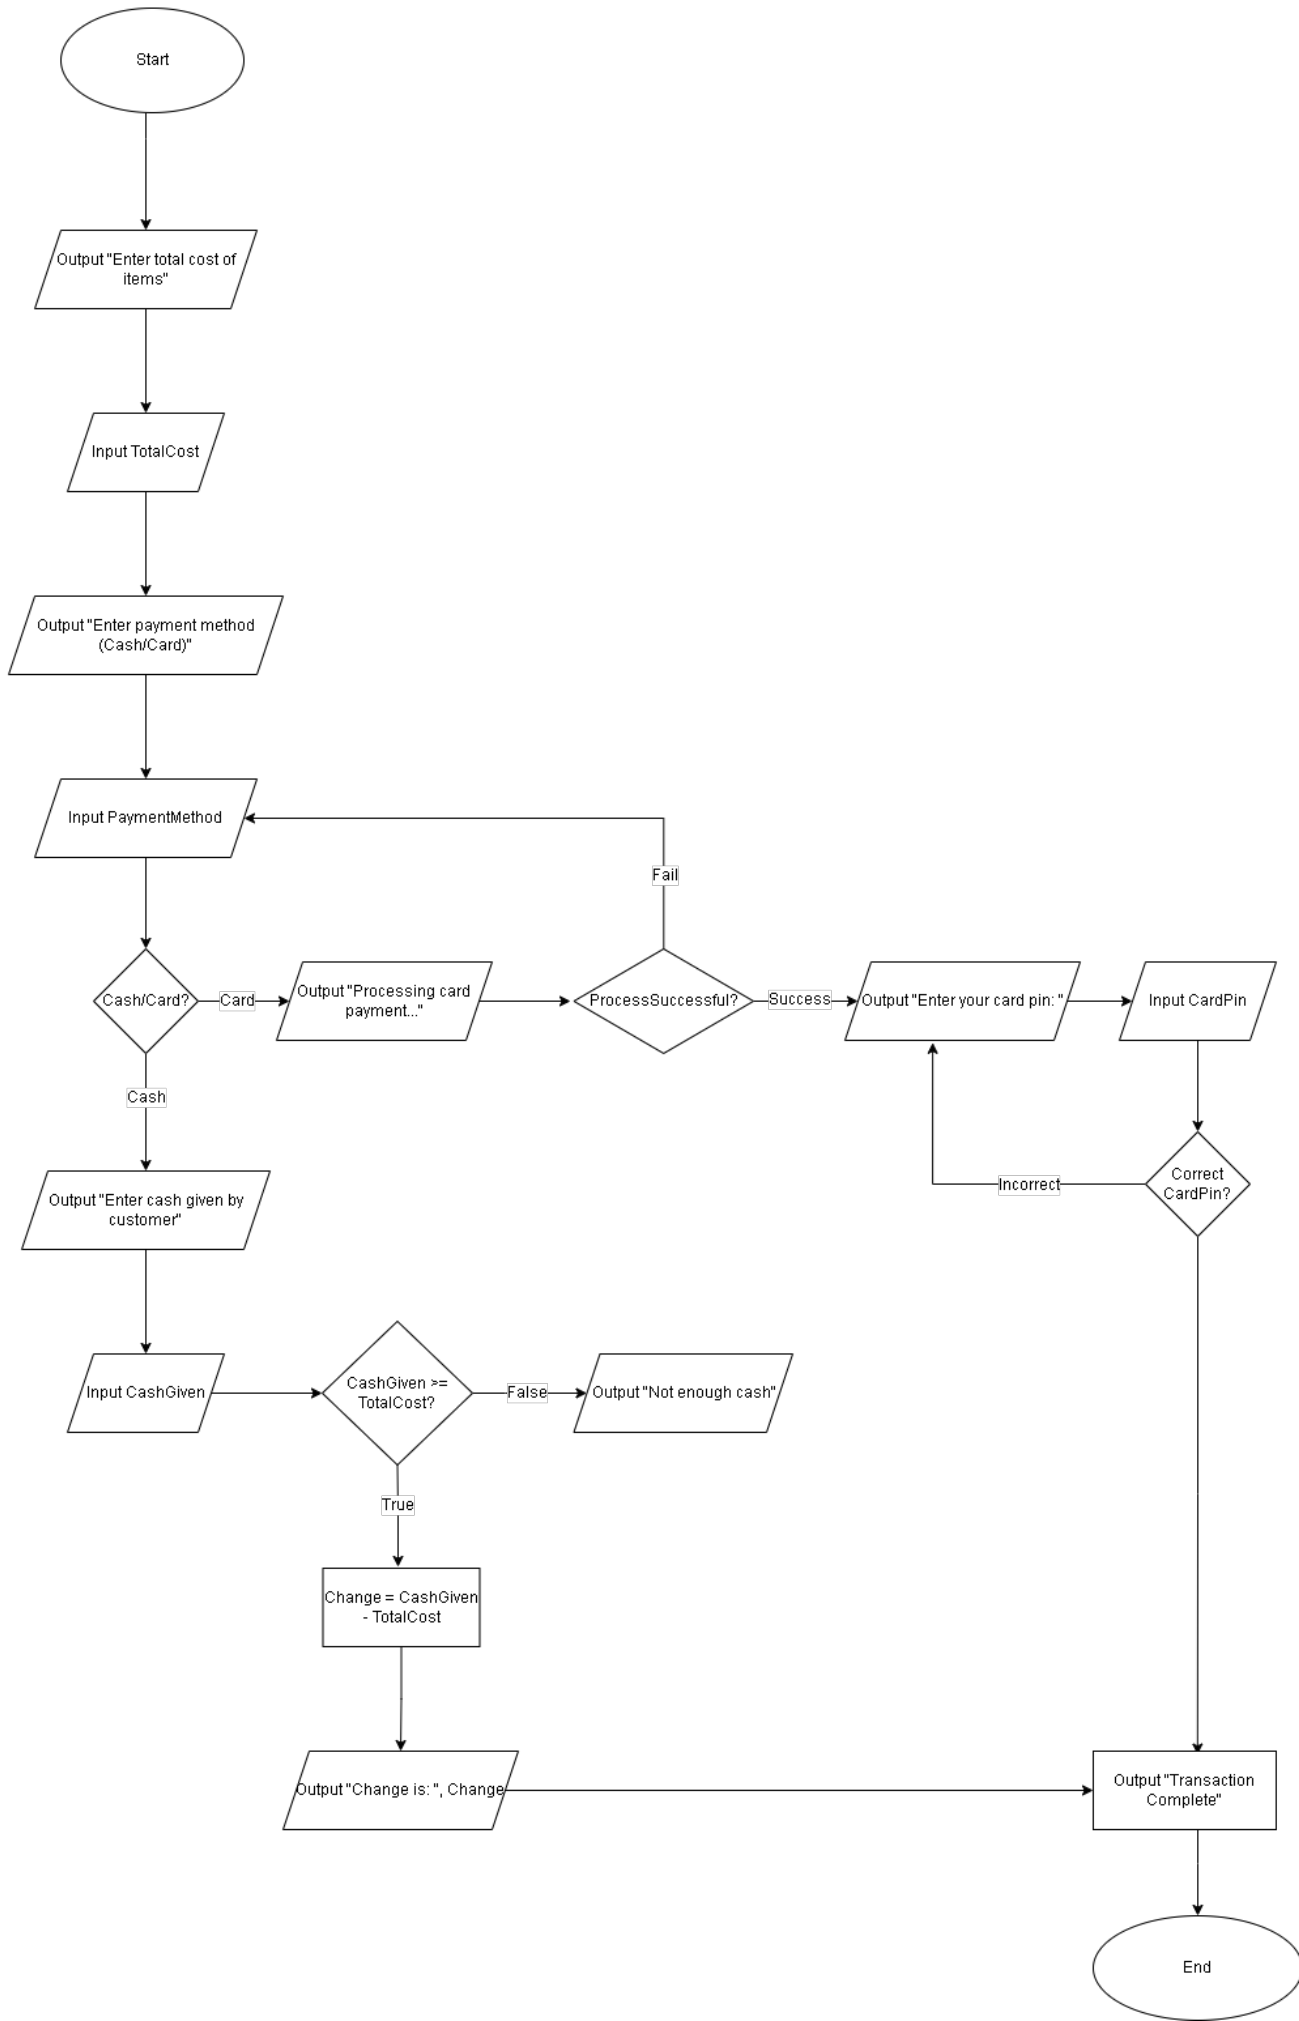 Start
Output "Enter total cost of
items"
Input TotalCost
Output "Enter payment method
(Cash/Card)"
Input PaymentMethod
Fail
Cash/Card?
Card
Output "Processing card
payment..."
ProcessSuccessful?
Success
Output "Enter your card pin: "
Input CardPin
Cash
Incorrect
Correct
CardPin?
Output "Enter cash given by
customer"
Input CashGiven
CashGiven >=
TotalCost?
False
Output "Not enough cash"
True
Change = CashGiven
- TotalCost
Output "Change is: ", Change
Output "Transaction
Complete"
End